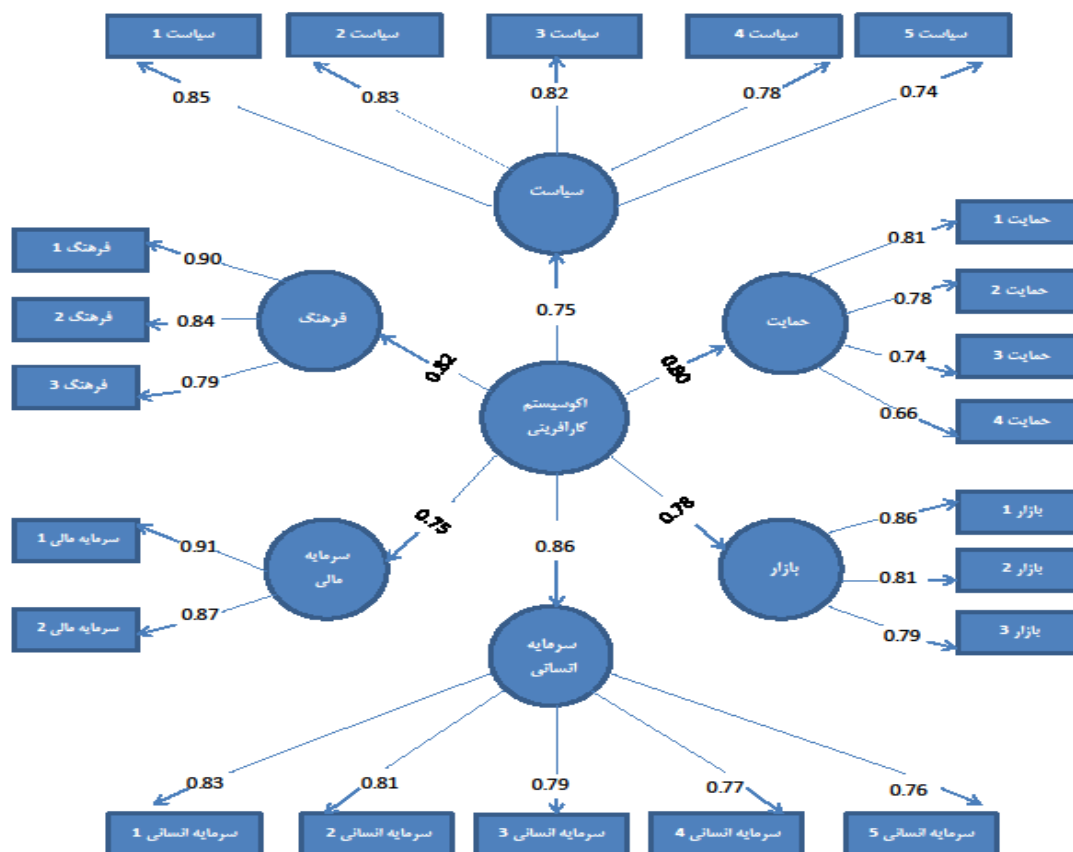 سیاست 1
سیاست 2
سیاست 3
سیاست 4
سیاست 5
0.85
0.83
0.82
0.78
0.74
سیاست
فرهنگ 1
فرهنگ 2
فرهنگ 3
0.90
0.84
0.79
فرهنگ
0.75
حمایت
0.81
0.78
0.74
0.66
حمایت 1
حمایت 2
حمایت 3
حمایت 4
0.82
0.80
اکوسیستم
کارآفرینی
0.75
0.86
0.78
سرمایه مالی 1
سرمایه مالی 2
0.91
0.87
سرمایه
مالی
بازار
0.86
0.81
0.79
بازار 1
بازار 2
بازار 3
سرمایه
انسانی
0.83
0.81
0.79
0.77
0.76
سرمایه انسانی 1
سرمایه انسانی 2
سرمایه انسانی 3
سرمایه انسانی 4
سرمایه انسانی 5